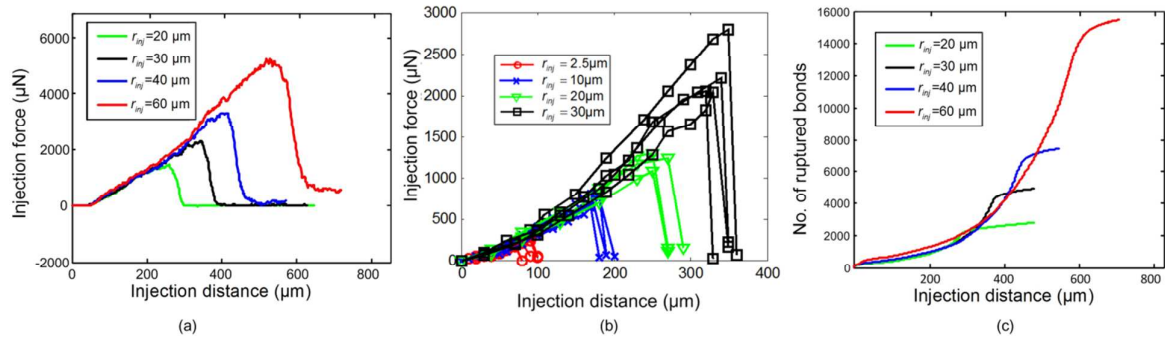 (a)
Injection force (μN)
6000
4000
2000
0
-2000
r_inj=20 μm
r_inj=30 μm
r_inj=40 μm
r_inj=60 μm
0 200 400 600 800
Injection distance (μm)
(a)
(b)
Injection force (μN)
3000
2500
2000
1500
1000
500
0
r_inj = 2.5μm
r_inj = 10μm
r_inj = 20μm
r_inj = 30μm
0 100 200 300 400
Injection distance (μm)
(b)
(c)
No. of ruptured bonds
16000
14000
12000
10000
8000
6000
4000
2000
0
r_inj=20 μm
r_inj=30 μm
r_inj=40 μm
r_inj=60 μm
200 400 600 800
Injection distance (μm)
(c)